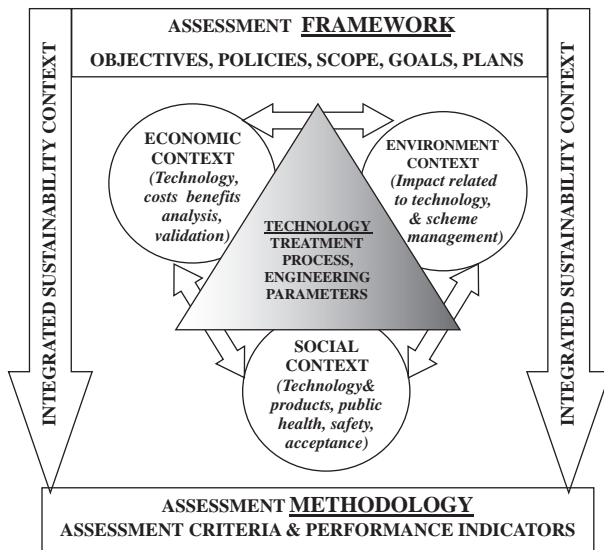 ASSESSMENT FRAMEWORK
OBJECTIVES, POLICIES, SCOPE, GOALS, PLANS
INTEGRATED SUSTAINABILITY CONTEXT
ECONOMIC
CONTEXT
(Technology,
costs benefits
analysis,
validation)
ENVIRONMENT
CONTEXT
(Impact related
to technology,
& scheme
management)
TECHNOLOGY
TREATMENT
PROCESS,
ENGINEERING
PARAMETERS
SOCIAL
CONTEXT
(Technology&
products, public
health, safety,
acceptance)
INTEGRATED SUSTAINABILITY CONTEXT
ASSESSMENT METHODOLOGY
ASSESSMENT CRITERIA & PERFORMANCE INDICATORS